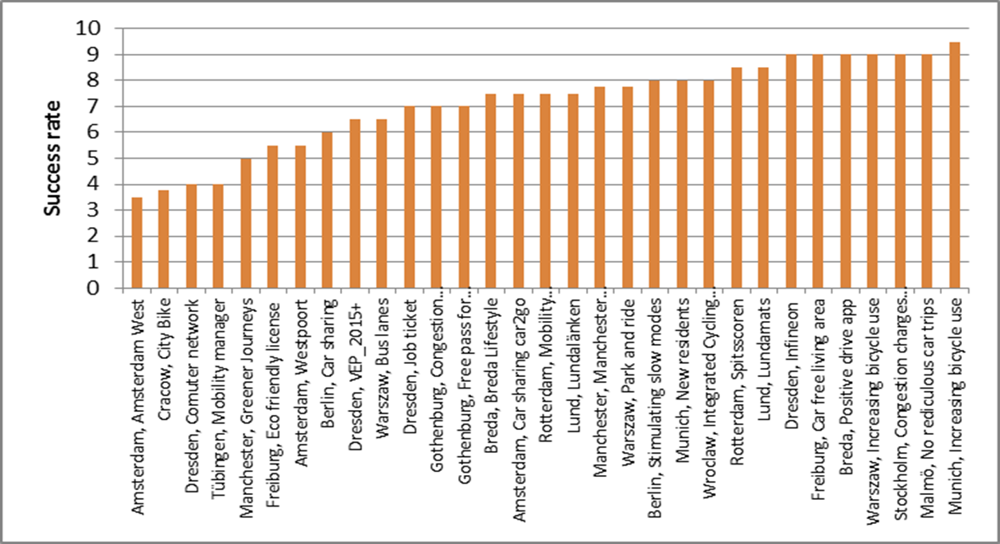 Success rate
10
9
8
7
6
5
4
3
2
1
0
Amsterdam, Amsterdam West
Cracow, City Bike
Dresden, Comuter network
Tübingen, Mobility manager
Manchester, Greener Journeys
Freiburg, Eco friendly license
Amsterdam, Westpoort
Berlin, Car sharing
Dresden, VEP_2015+
Warszaw, Bus lanes
Dresden, Job ticket
Gothenburg, Congestion...
Gothenburg, Free pass for...
Breda, Breda Lifestyle
Amsterdam, Car sharing car2go
Rotterdam, Mobility...
Lund, Lundalänken
Manchester, Manchester...
Warszaw, Park and ride
Berlin, Stimulating slow modes
Munich, New residents
Wroclaw, Integrated Cycling...
Rotterdam, Spitsscoren
Lund, Lundamats
Dresden, Infineon
Freiburg, Car free living area
Breda, Positive drive app
Warszaw, Increasing bicycle use
Stockholm, Congestion charges...
Malmö, No rediculous car trips
Munich, Increasing bicycle use